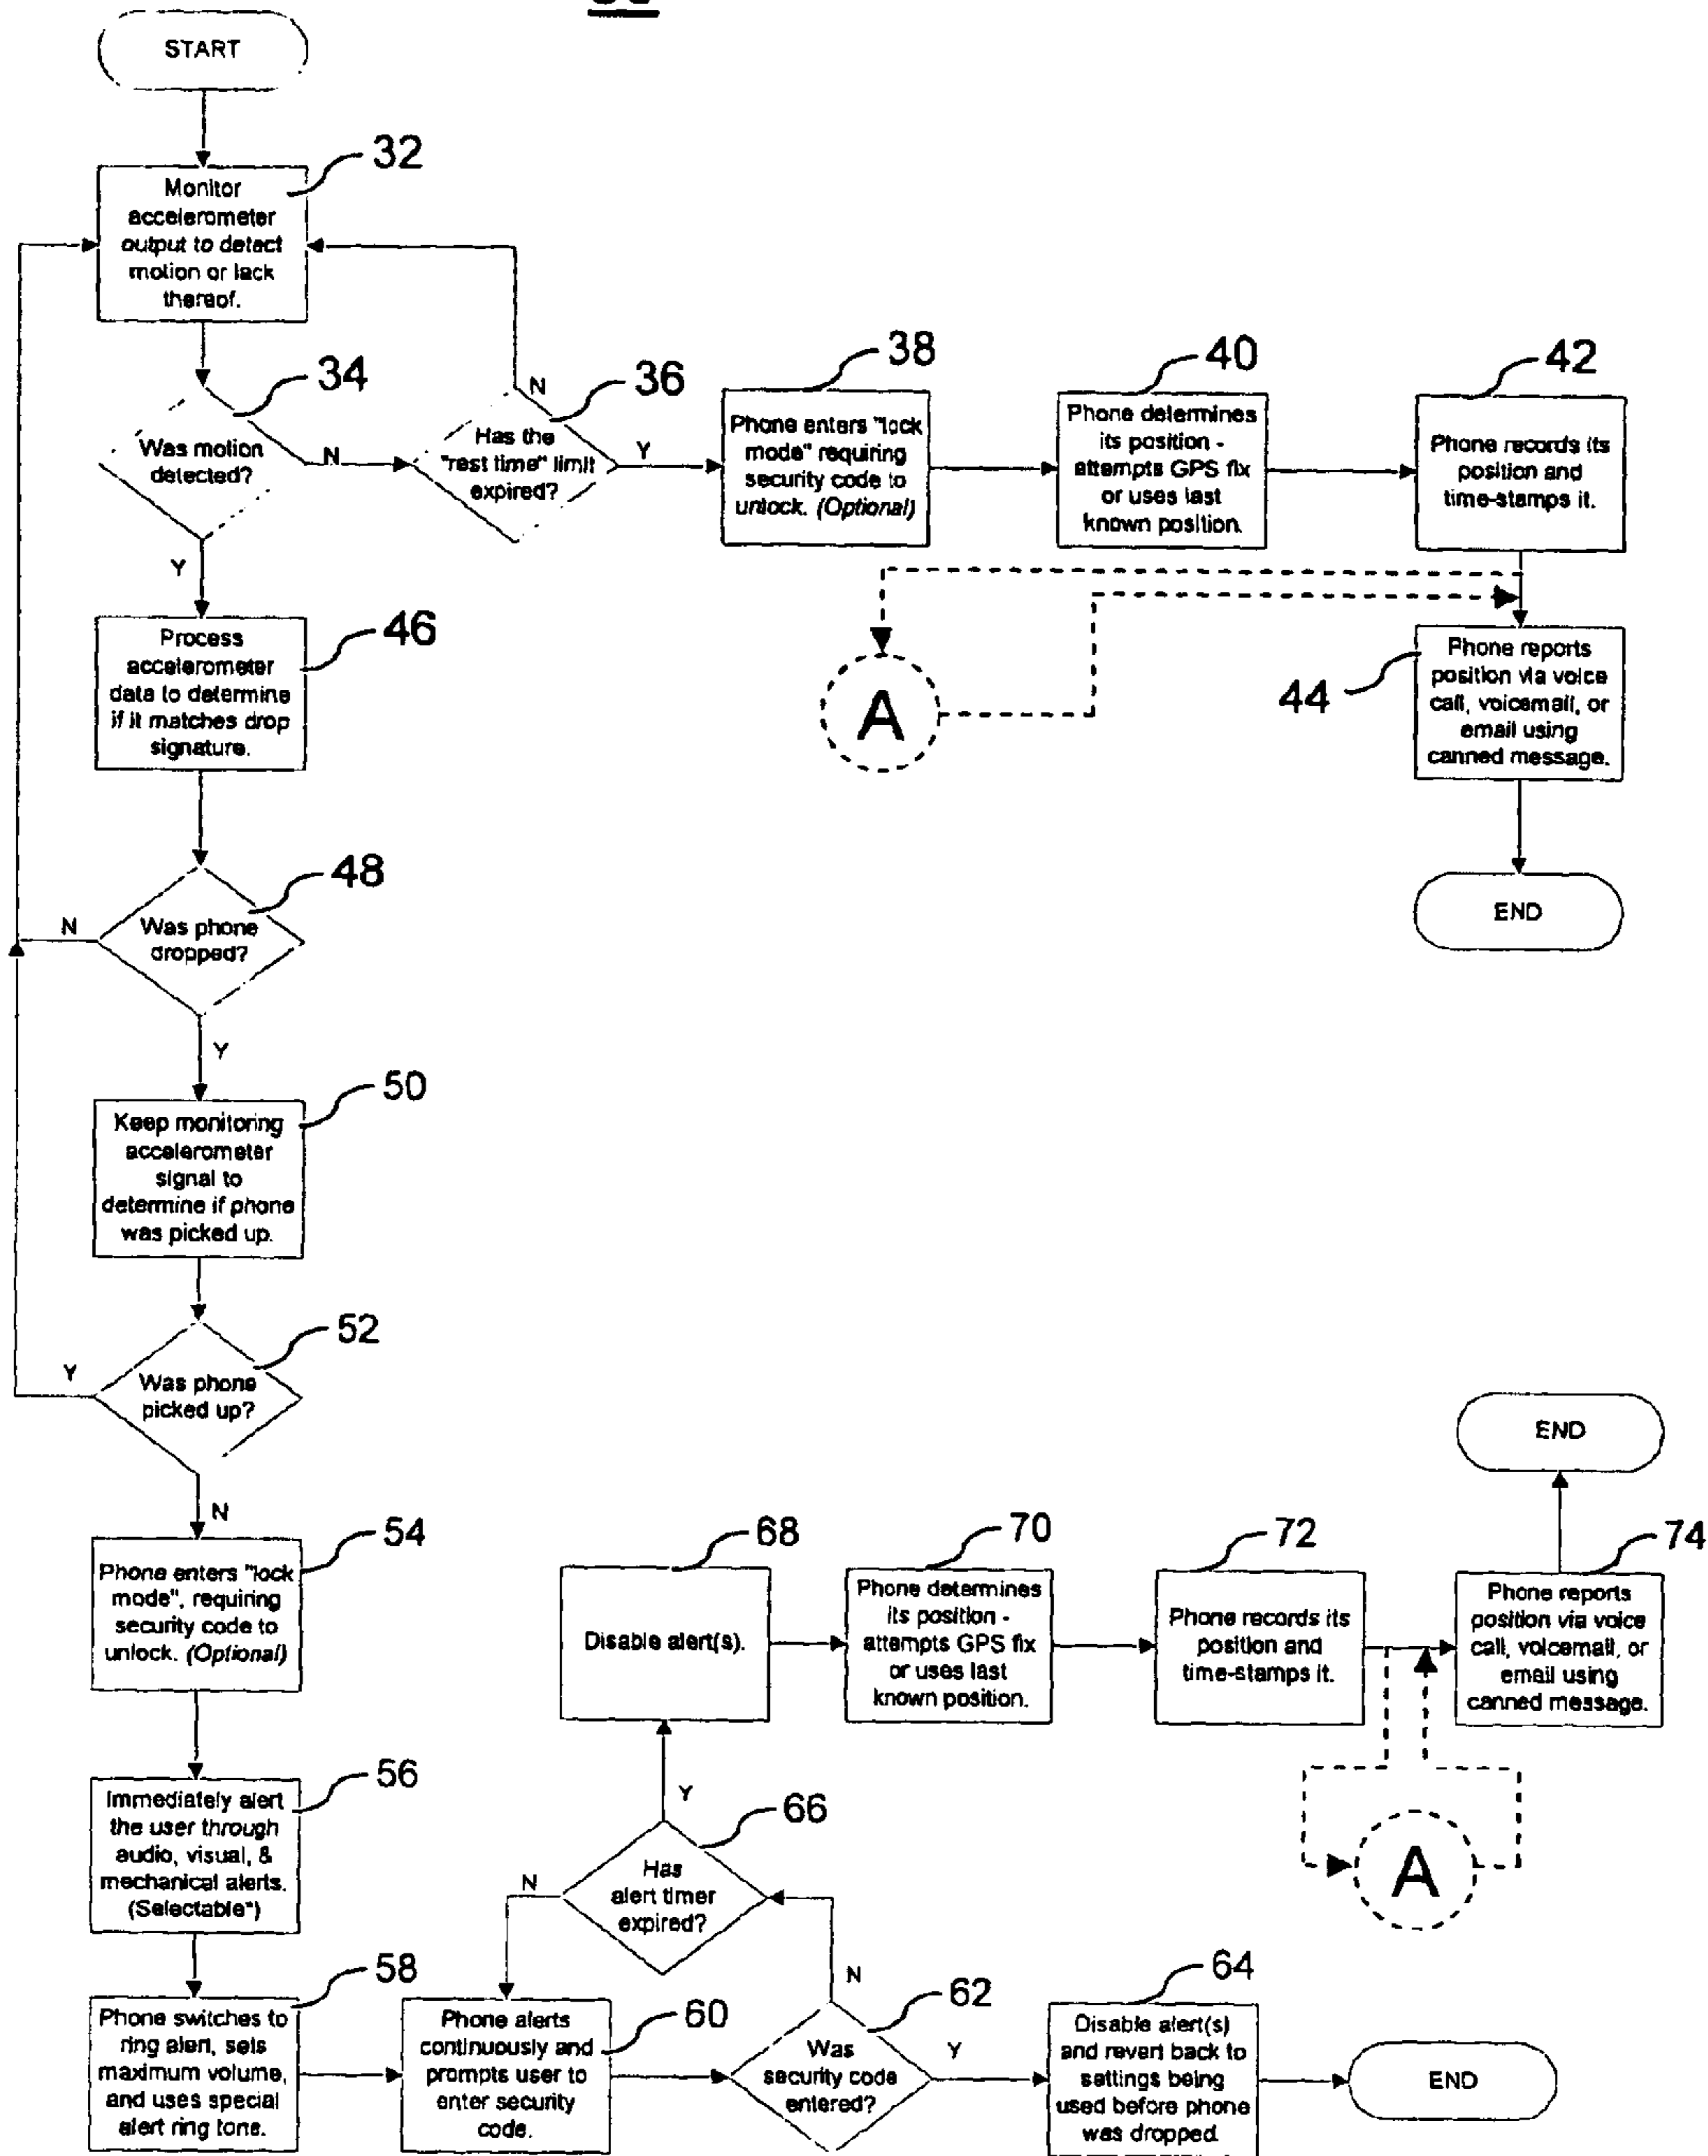 START
32
Monitor
accelerometer
output to detect
motion or lack
thereof.
34
Was motion
detected?
N
Y
36
Has the
"rest time" limit
expired?
N
Y
38
Phone enters "lock
mode" requiring
security code to
unlock. (Optional)
40
Phone determines
its position -
attempts GPS fix
or uses last
known position.
42
Phone records its
position and
time-stamps it.
A
44
Phone reports
position via voice
call, voicemail, or
email using
canned message.
END
46
Process
accelerometer
data to determine
if it matches drop
signature.
48
Was phone
dropped?
N
Y
50
Keep monitoring
accelerometer
signal to
determine if phone
was picked up.
52
Was phone
picked up?
Y
N
54
Phone enters "lock
mode", requiring
security code to
unlock. (Optional)
56
Immediately alert
the user through
audio, visual, &
mechanical alerts.
(Selectable*)
58
Phone switches to
ring alert, sets
maximum volume,
and uses special
alert ring tone.
60
Phone alerts
continuously and
prompts user to
enter security
code.
62
Was
security code
entered?
N
Y
64
Disable alert(s)
and revert back to
settings being
used before phone
was dropped.
END
66
Has
alert timer
expired?
N
Y
68
Disable alert(s).
70
Phone determines
its position -
attempts GPS fix
or uses last
known position.
72
Phone records its
position and
time-stamps it.
A
74
Phone reports
position via voice
call, voicemail, or
email using
canned message.
END